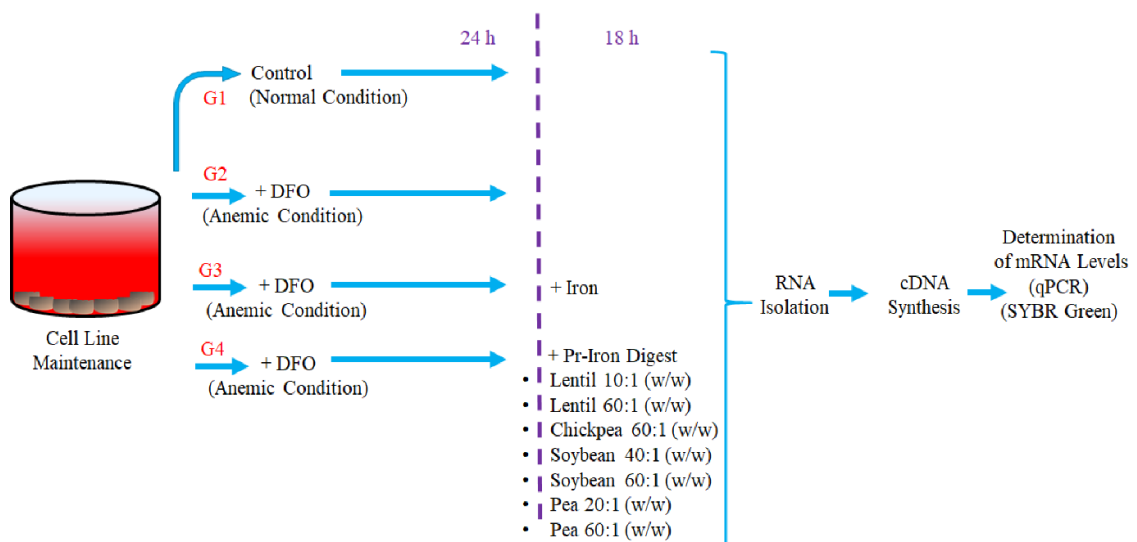 24 h
18 h
Control
(Normal Condition)
G1
G2
+ DFO
(Anemic Condition)
G3
+ DFO
(Anemic Condition)
+ Iron
G4
+ DFO
(Anemic Condition)
Cell Line
Maintenance
+ Pr-Iron Digest
• Lentil 10:1 (w/w)
• Lentil 60:1 (w/w)
• Chickpea 60:1 (w/w)
• Soybean 40:1 (w/w)
• Soybean 60:1 (w/w)
• Pea 20:1 (w/w)
• Pea 60:1 (w/w)
RNA
Isolation
cDNA
Synthesis
Determination
of mRNA Levels
(qPCR)
(SYBR Green)